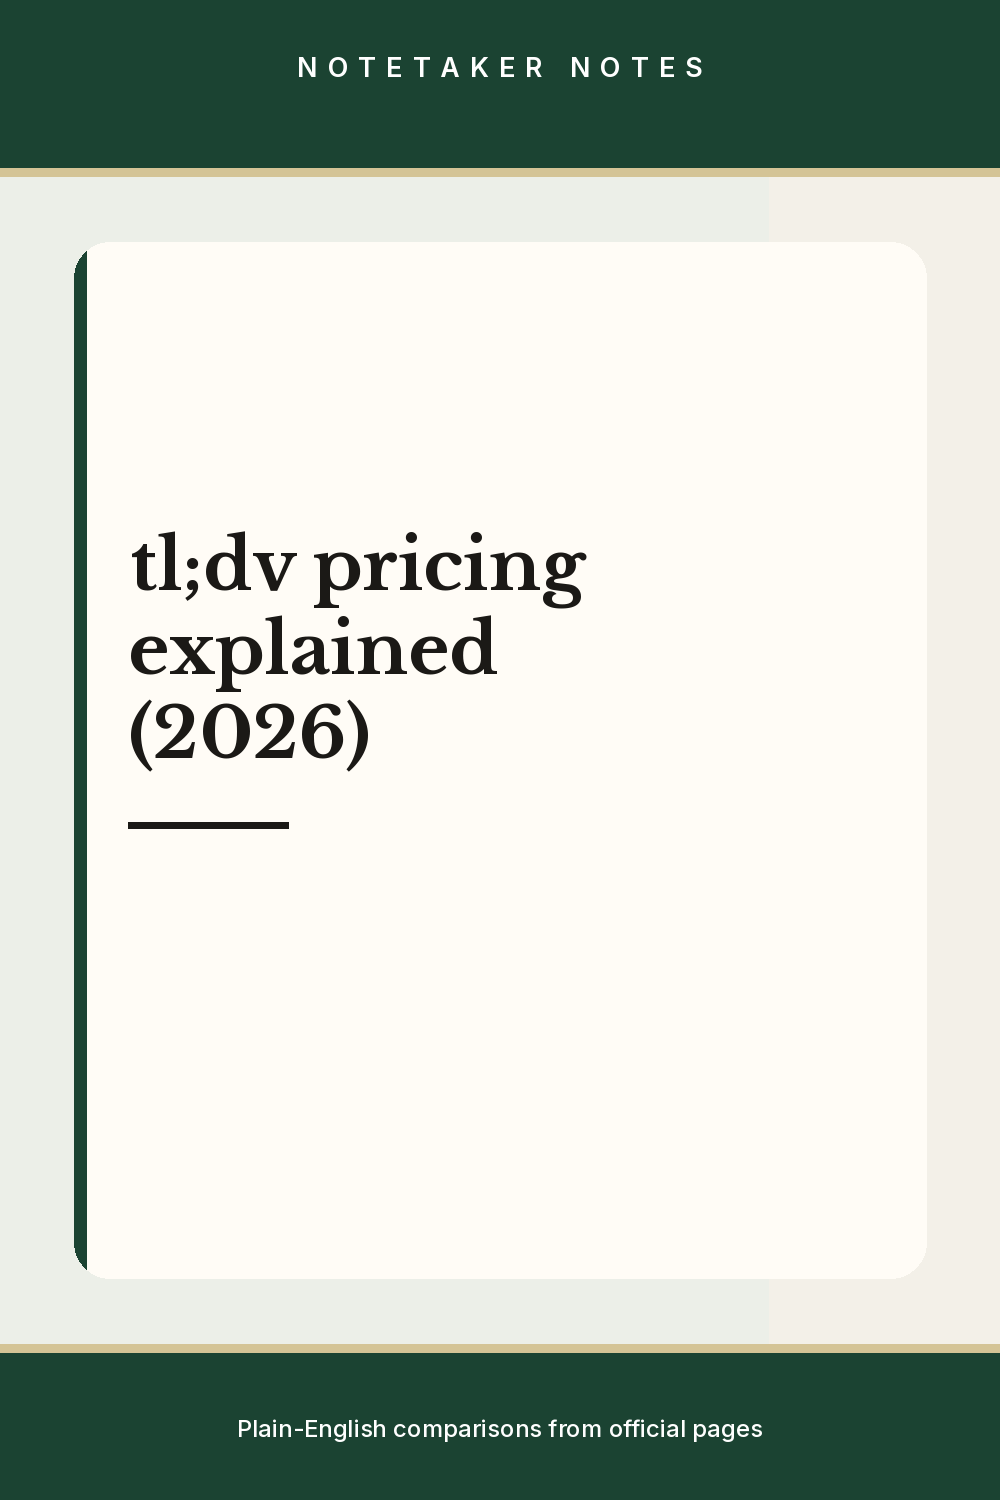 NOTETAKER NOTES
tl;dv pricing
explained
(2026)
Plain-English comparisons from official pages